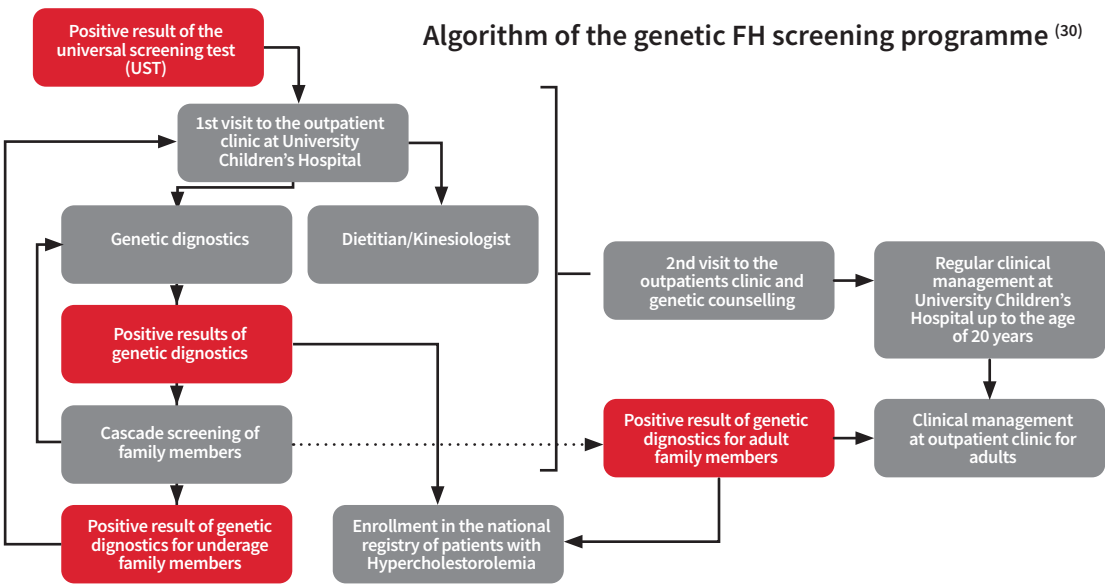 Algorithm of the genetic FH screening programme (30)
Positive result of the
universal screening test
(UST)
1st visit to the outpatient
clinic at University
Children's Hospital
Genetic dignostics
Dietitian/Kinesiologist
2nd visit to the
outpatients clinic and
genetic counselling
Regular clinical
management at
University Children's
Hospital up to the age
of 20 years
Positive results of
genetic dignostics
Cascade screening of
family members
Positive result of genetic
dignostics for adult
family members
Clinical management
at outpatient clinic for
adults
Positive result of genetic
dignostics for underage
family members
Enrollment in the national
registry of patients with
Hypercholestorolemia